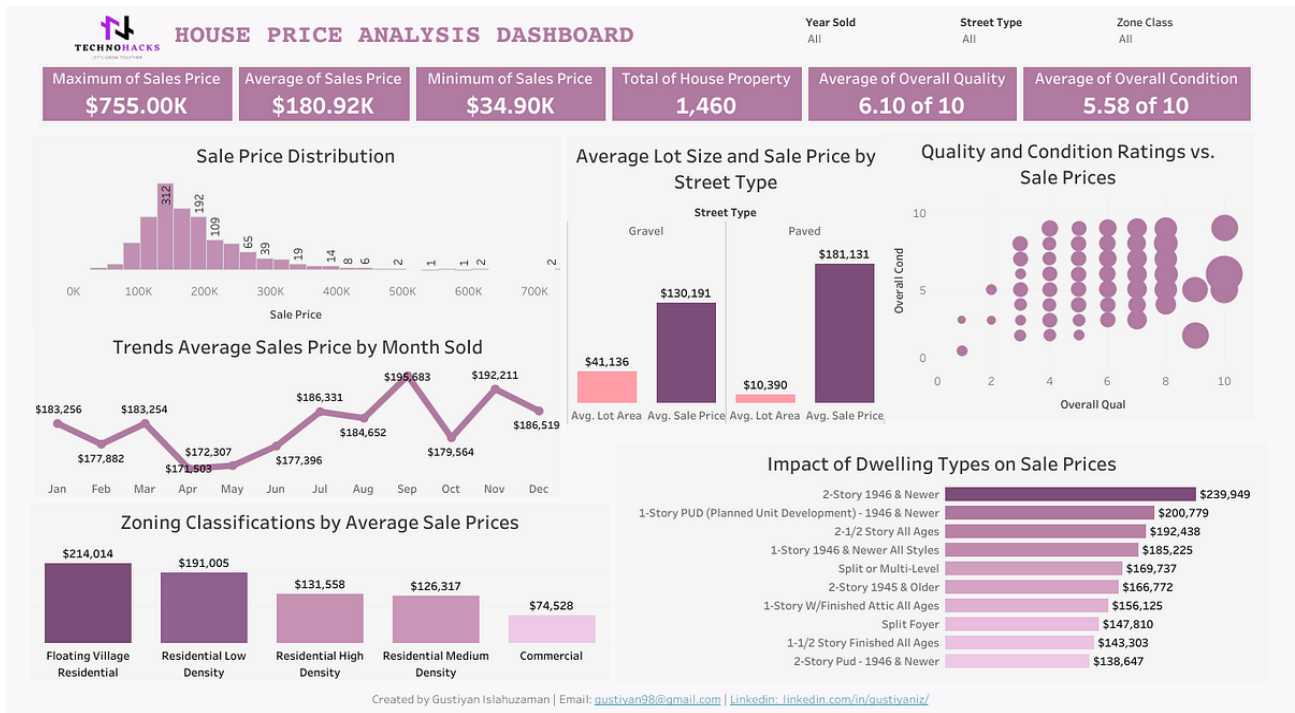 TECHNOHACKS
LET'S GROW TOGETHER
HOUSE PRICE ANALYSIS DASHBOARD
Year Sold
All
Street Type
All
Zone Class
All
Maximum of Sales Price
$755.00K
Average of Sales Price
$180.92K
Minimum of Sales Price
$34.90K
Total of House Property
1,460
Average of Overall Quality
6.10 of 10
Average of Overall Condition
5.58 of 10
Sale Price Distribution
312
192
109
65
39
19
14
8
6
2
1
1
2
2
0K
100K
200K
300K
400K
500K
600K
700K
Sale Price
Average Lot Size and Sale Price by
Street Type
Street Type
Gravel
Paved
$41,136
$130,191
$10,390
$181,131
Avg. Lot Area
Avg. Sale Price
Avg. Lot Area
Avg. Sale Price
Quality and Condition Ratings vs.
Sale Prices
Overall Cond
10
5
0
0
2
4
6
8
10
Overall Qual
Trends Average Sales Price by Month Sold
$183,256
$177,882
$183,254
$171,503
$172,307
$177,396
$186,331
$184,652
$195,683
$179,564
$192,211
$186,519
Jan
Feb
Mar
Apr
May
Jun
Jul
Aug
Sep
Oct
Nov
Dec
Zoning Classifications by Average Sale Prices
$214,014
$191,005
$131,558
$126,317
$74,528
Floating Village
Residential
Residential Low
Density
Residential High
Density
Residential Medium
Density
Commercial
Impact of Dwelling Types on Sale Prices
2-Story 1946 & Newer
$239,949
1-Story PUD (Planned Unit Development) - 1946 & Newer
$200,779
2-1/2 Story All Ages
$192,438
1-Story 1946 & Newer All Styles
$185,225
Split or Multi-Level
$169,737
2-Story 1945 & Older
$166,772
1-Story W/Finished Attic All Ages
$156,125
Split Foyer
$147,810
1-1/2 Story Finished All Ages
$143,303
2-Story Pud - 1946 & Newer
$138,647
Created by Gustiyan Islahuzaman | Email: gustiyan98@gmail.com | Linkedin: linkedin.com/in/gustiyaniz/